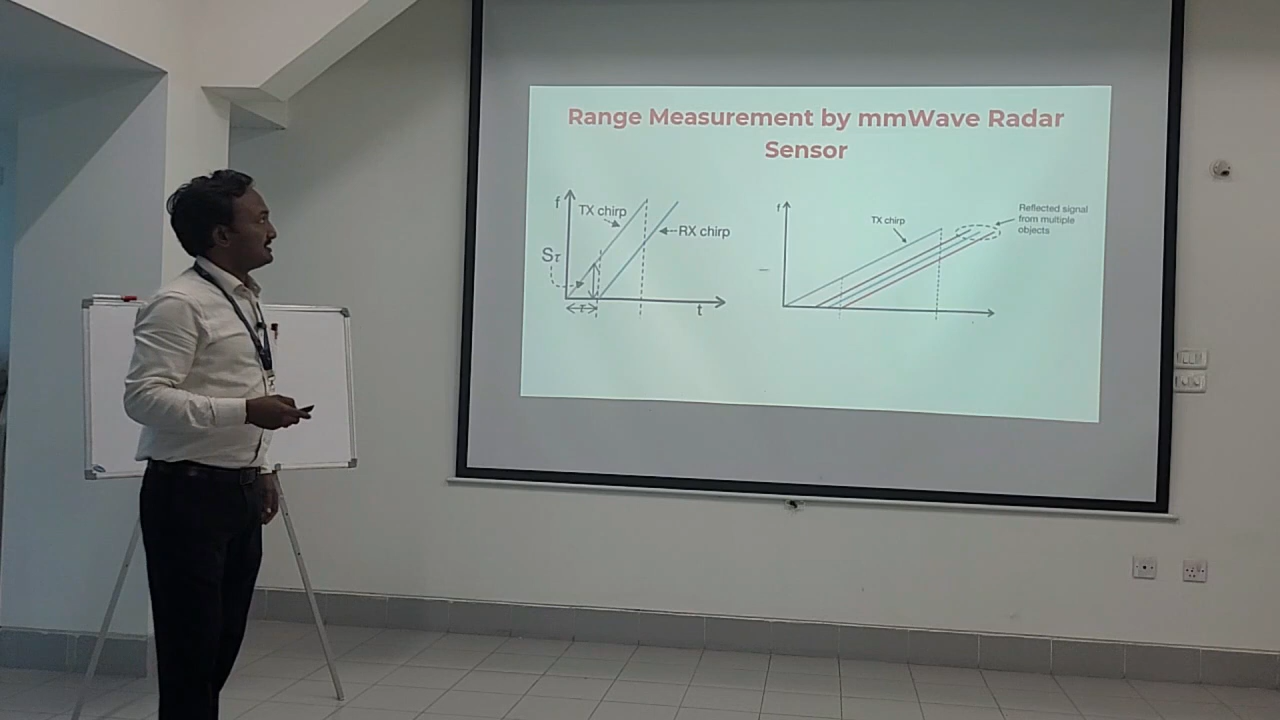 Range Measurement by mmWave Radar
Sensor
f
TX chirp
RX chirp
Sτ
τ
t
f
TX chirp
Reflected signal
from multiple
objects